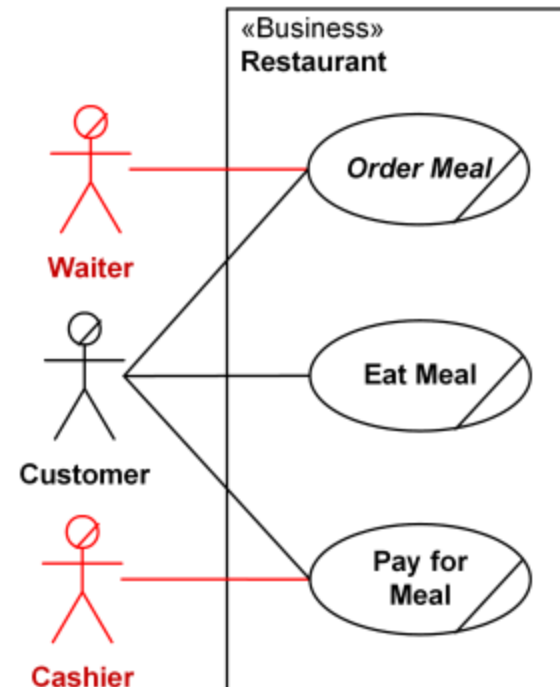 «Business»
Restaurant
Order Meal
Waiter
Eat Meal
Customer
Pay for
Meal
Cashier